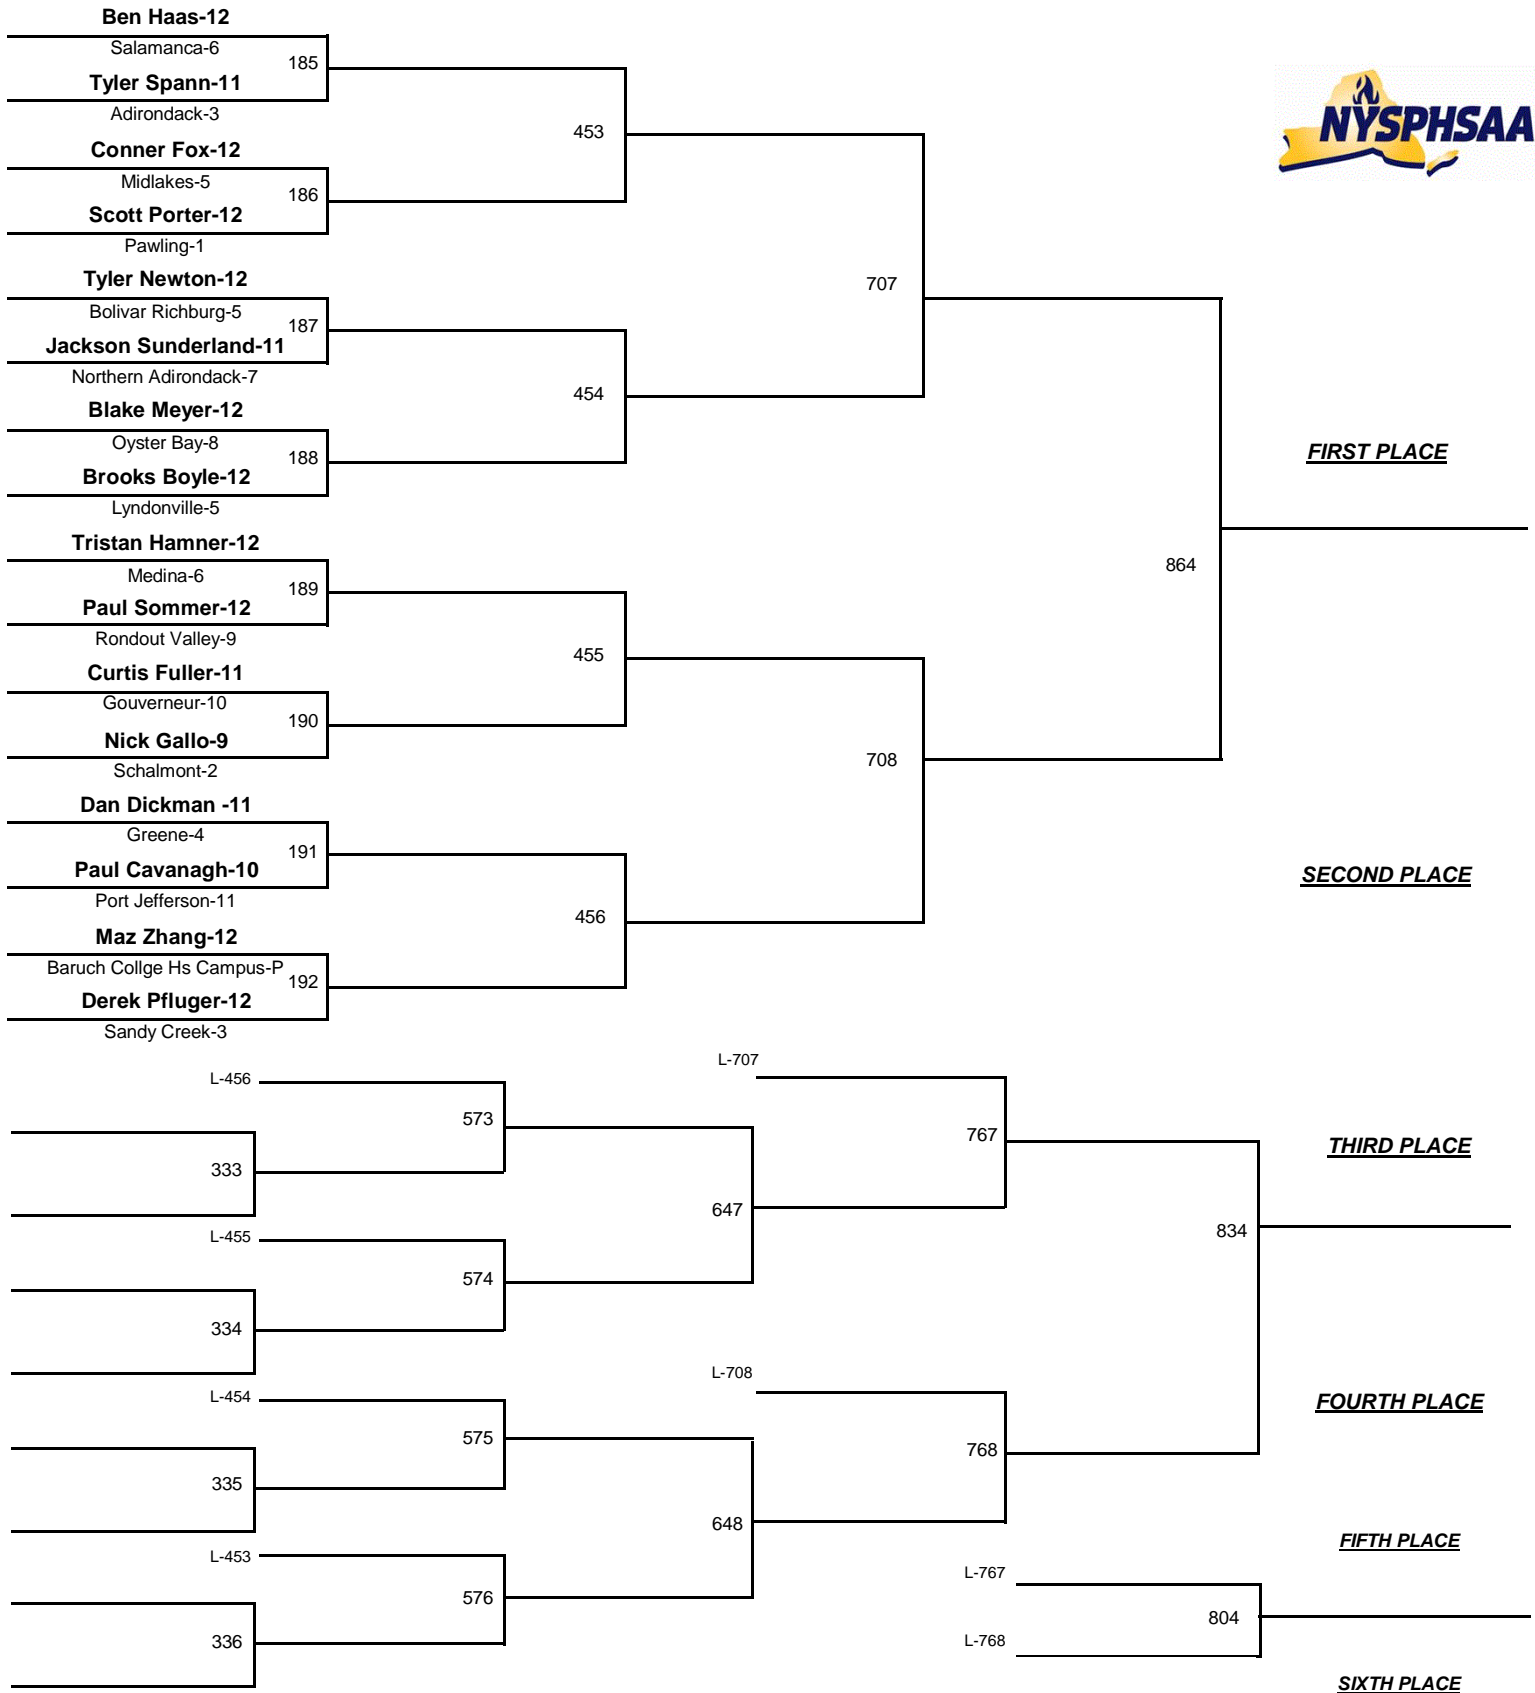 Ben Haas-12
Salamanca-6
185
Tyler Spann-11
Adirondack-3
453
Conner Fox-12
Midlakes-5
186
Scott Porter-12
Pawling-1
707
Tyler Newton-12
Bolivar Richburg-5
187
Jackson Sunderland-11
Northern Adirondack-7
454
Blake Meyer-12
Oyster Bay-8
188
Brooks Boyle-12
Lyndonville-5
NYSPHSAA
FIRST PLACE
864
Tristan Hamner-12
Medina-6
189
Paul Sommer-12
Rondout Valley-9
455
Curtis Fuller-11
Gouverneur-10
190
Nick Gallo-9
Schalmont-2
708
Dan Dickman -11
Greene-4
191
Paul Cavanagh-10
Port Jefferson-11
456
Maz Zhang-12
Baruch Collge Hs Campus-P
192
Derek Pfluger-12
Sandy Creek-3
SECOND PLACE
L-456
573
333
L-707
767
647
L-455
574
334
THIRD PLACE
834
L-454
575
335
L-708
768
648
FOURTH PLACE
L-453
576
336
FIFTH PLACE
L-767
804
L-768
SIXTH PLACE